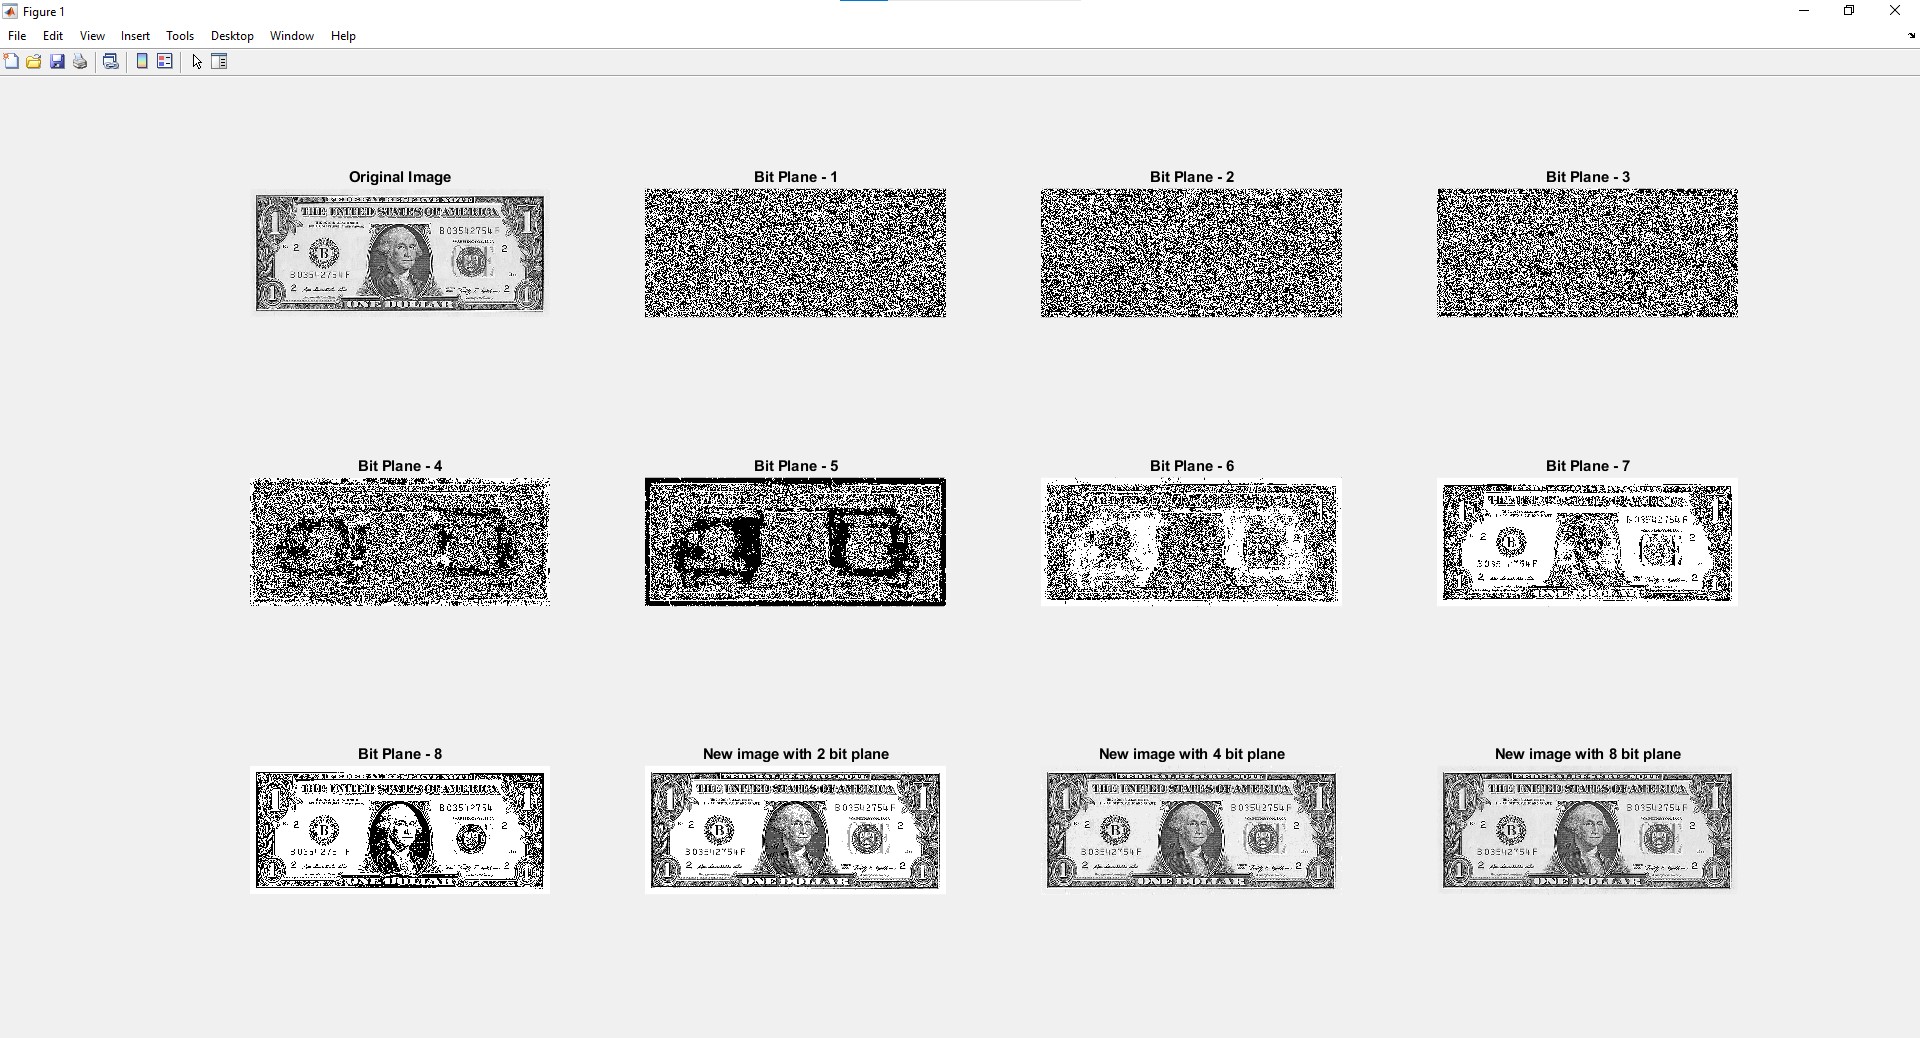 Figure 1
File Edit View Insert Tools Desktop Window Help
Original Image
Bit Plane - 1
Bit Plane - 2
Bit Plane - 3
THE UNITED STATES OF AMERICA
B 03542754 F
ONE DOLLAR
Bit Plane - 4
Bit Plane - 5
Bit Plane - 6
Bit Plane - 7
Bit Plane - 8
New image with 2 bit plane
New image with 4 bit plane
New image with 8 bit plane
THE UNITED STATES OF AMERICA
B 03542754 F
ONE DOLLAR
THE UNITED STATES OF AMERICA
B 03542754 F
ONE DOLLAR
THE UNITED STATES OF AMERICA
B 03542754 F
ONE DOLLAR